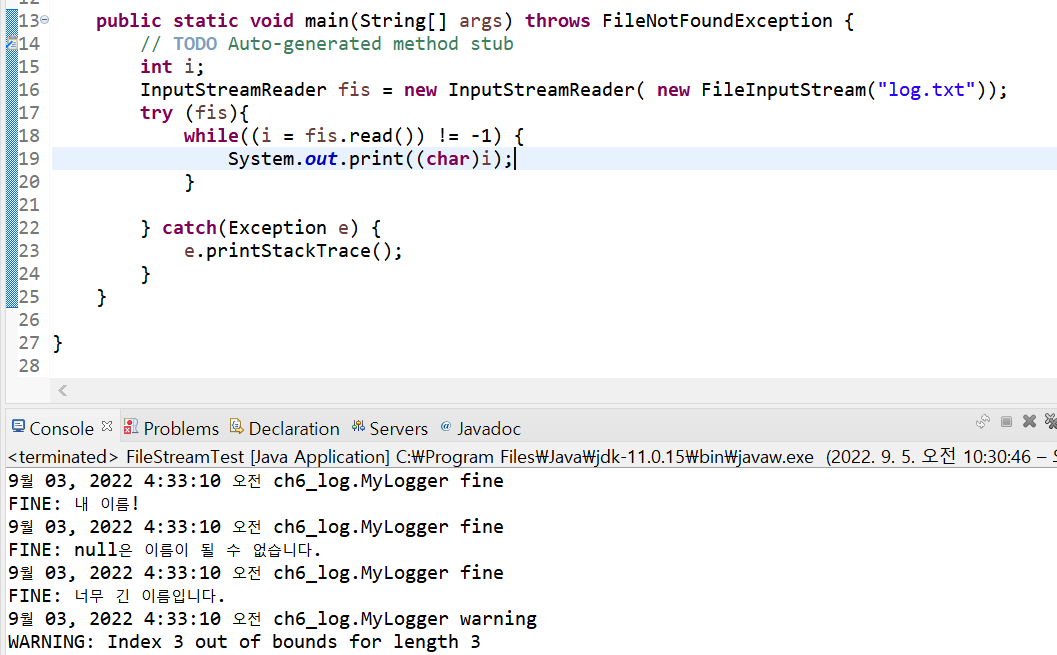 12
13 public static void main(String[] args) throws FileNotFoundException {
14 // TODO Auto-generated method stub
15 int i;
16 InputStreamReader fis = new InputStreamReader( new FileInputStream("log.txt"));
17 try (fis){
18 while((i = fis.read()) != -1) {
19 System.out.print((char)i);
20 }
21
22 } catch(Exception e) {
23 e.printStackTrace();
24 }
25 }
26
27 }
28
Console Problems Declaration Servers @ Javadoc
<terminated> FileStreamTest [Java Application] C:₩Program Files₩Java₩jdk-11.0.15₩bin₩javaw.exe (2022. 9. 5. 오전 10:30:46 –
9월 03, 2022 4:33:10 오전 ch6_log.MyLogger fine
FINE: 내 이름!
9월 03, 2022 4:33:10 오전 ch6_log.MyLogger fine
FINE: null은 이름이 될 수 없습니다.
9월 03, 2022 4:33:10 오전 ch6_log.MyLogger fine
FINE: 너무 긴 이름입니다.
9월 03, 2022 4:33:10 오전 ch6_log.MyLogger warning
WARNING: Index 3 out of bounds for length 3